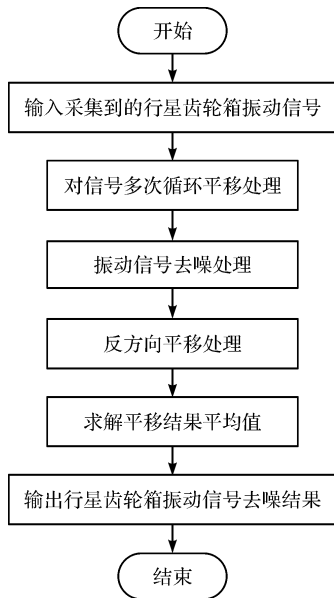 开始
输入采集到的行星齿轮箱振动信号
对信号多次循环平移处理
振动信号去噪处理
反方向平移处理
求解平移结果平均值
输出行星齿轮箱振动信号去噪结果
结束